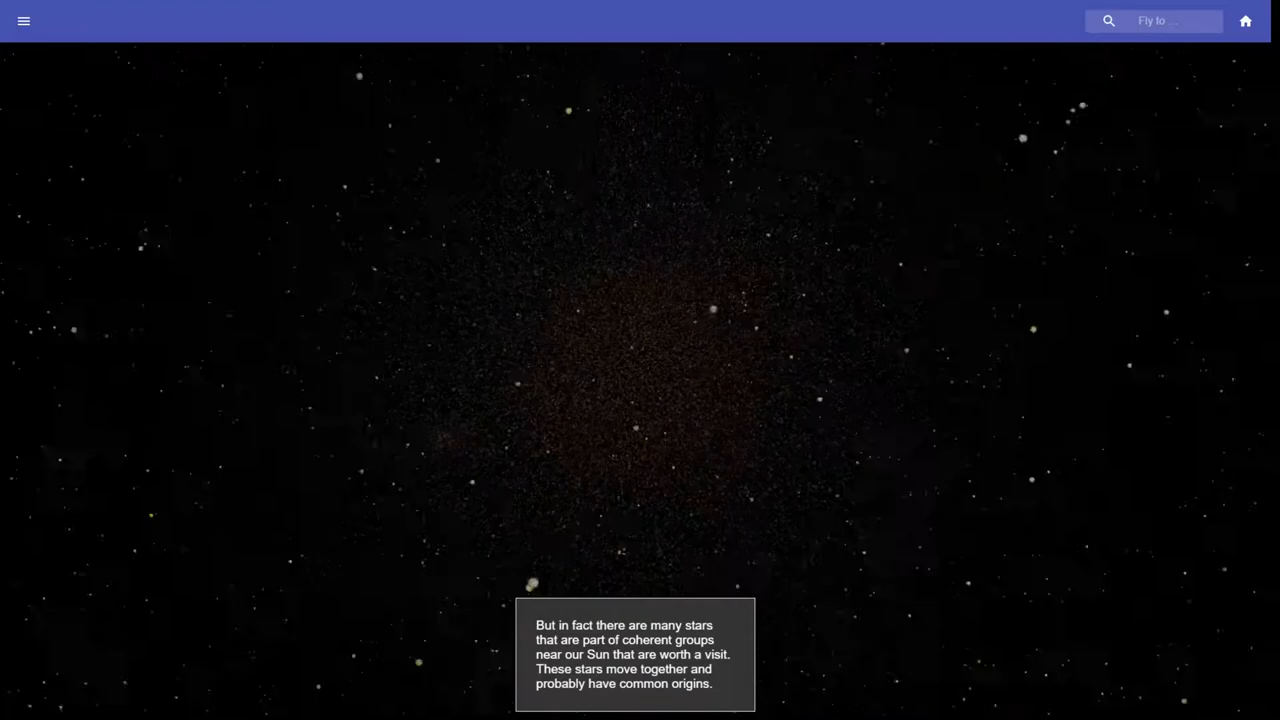 Fly to ...
But in fact there are many stars
that are part of coherent groups
near our Sun that are worth a visit.
These stars move together and
probably have common origins.